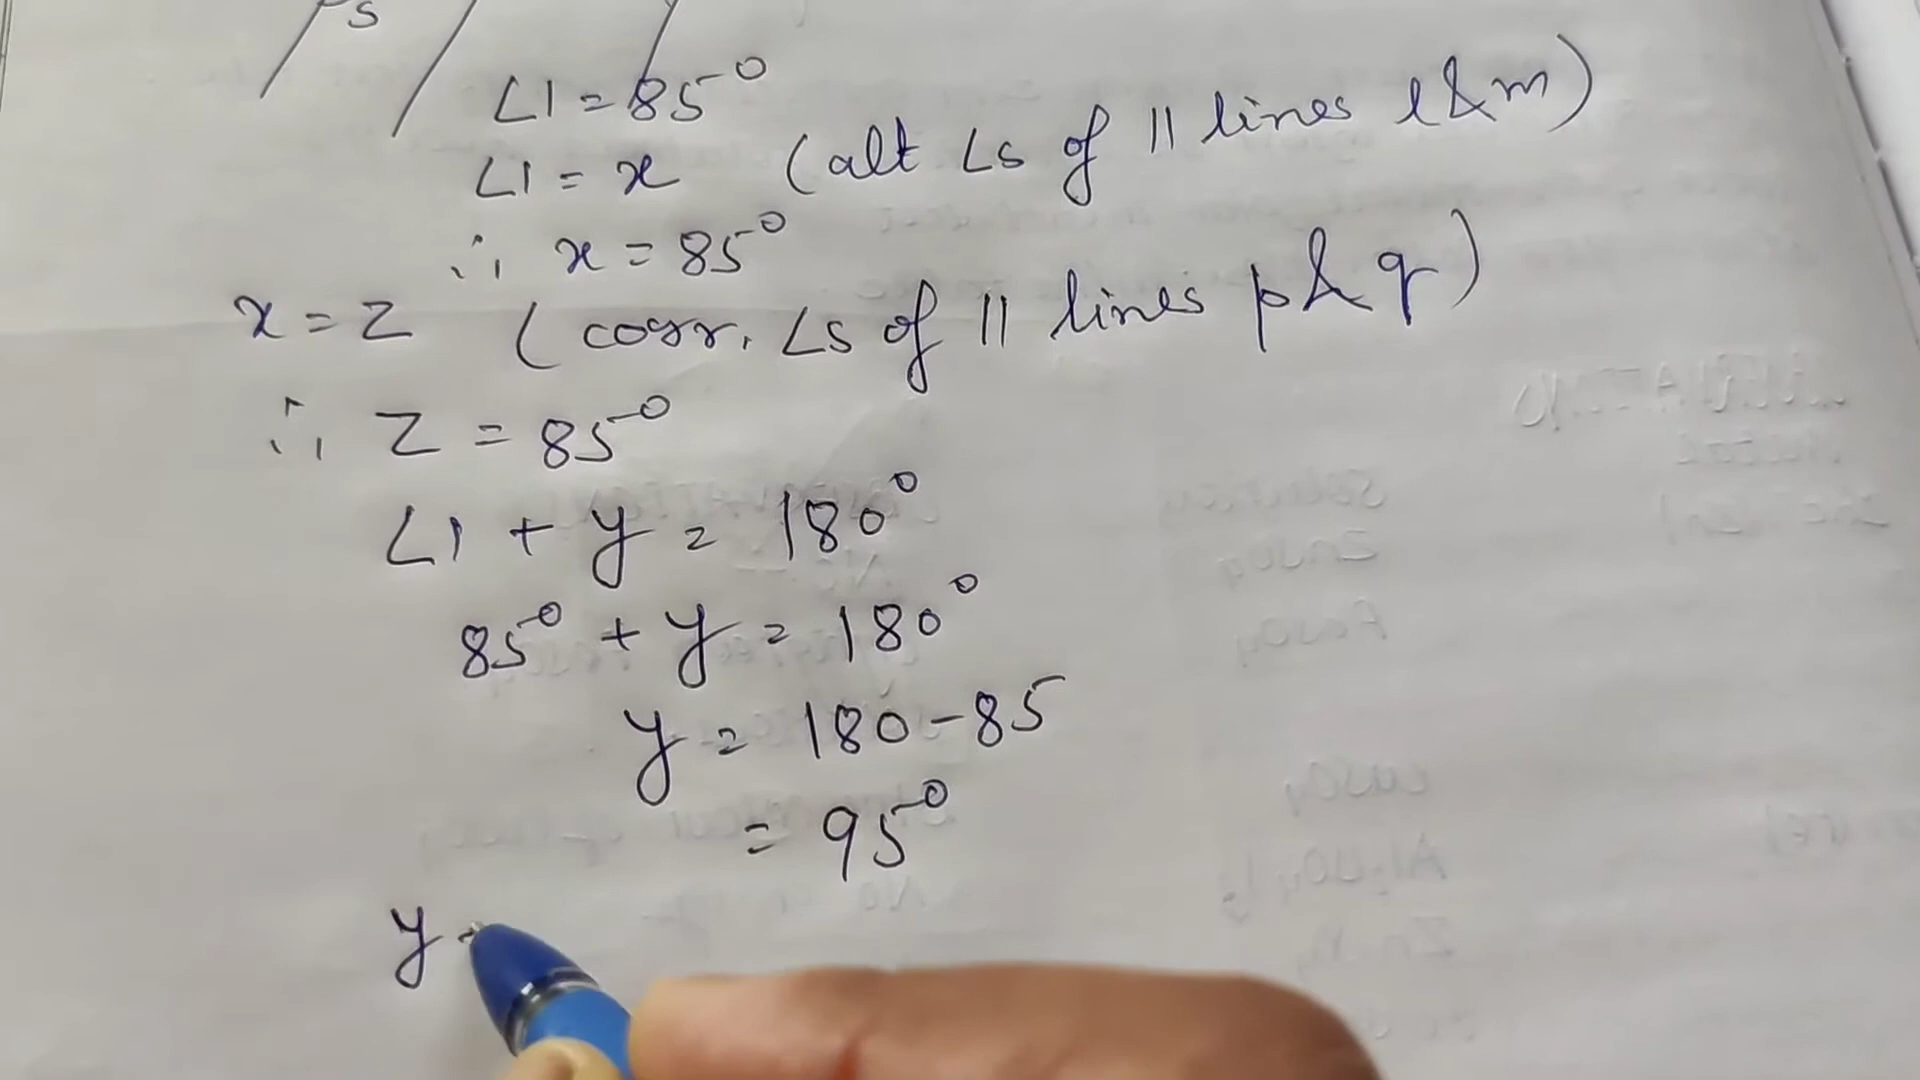 s
∠1 = 85°
∠1 = x (alt ∠s of || lines l & m)
∴ x = 85°
x = z (corr. ∠s of || lines p & q)
∴ z = 85°
∠1 + y = 180°
85° + y = 180°
y = 180 - 85
= 95°
y